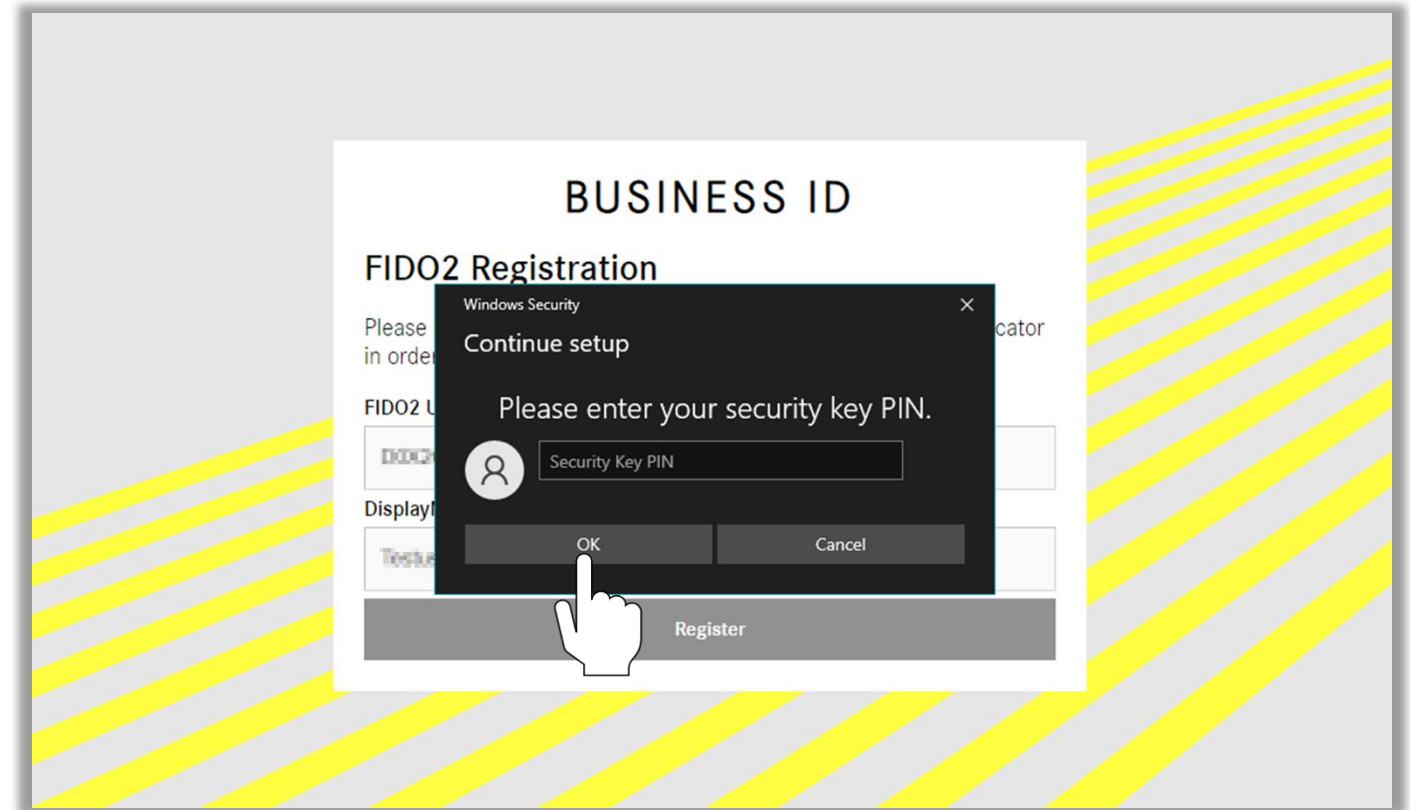 BUSINESS ID
FIDO2 Registration
Windows Security
Please cator
Continue setup
in order
Please enter your security key PIN.
FIDO2 U
Security Key PIN
Display
OK Cancel
Register